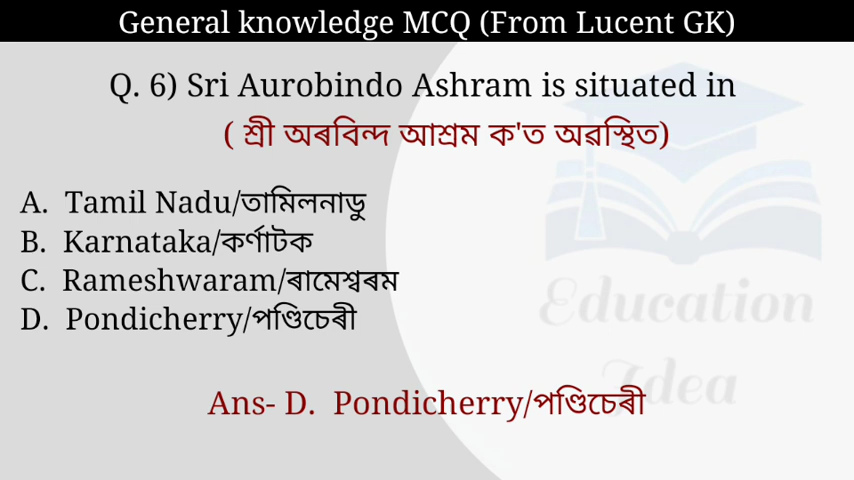 General knowledge MCQ (From Lucent GK)
Q. 6) Sri Aurobindo Ashram is situated in
( শ্ৰী অৰবিন্দ আশ্ৰম ক'ত অৱস্থিত)
A. Tamil Nadu/তামিলনাডু
B. Karnataka/কৰ্ণাটক
C. Rameshwaram/ৰামেশ্বৰম
D. Pondicherry/পণ্ডিচেৰী
Education
Idea
Ans- D. Pondicherry/পণ্ডিচেৰী